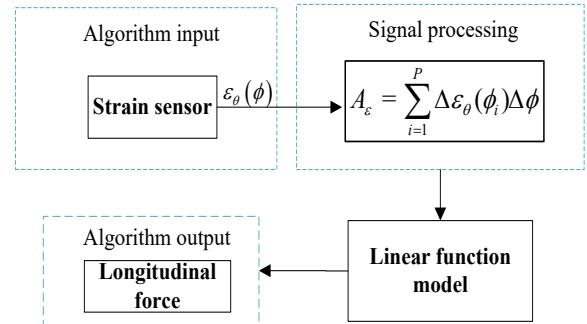 Algorithm input
Signal processing
Strain sensor
ε_θ(ϕ)
A_ε = ∑_{i=1}^{P} Δε_θ(ϕ_i)Δϕ
Algorithm output
Longitudinal
force
Linear function
model